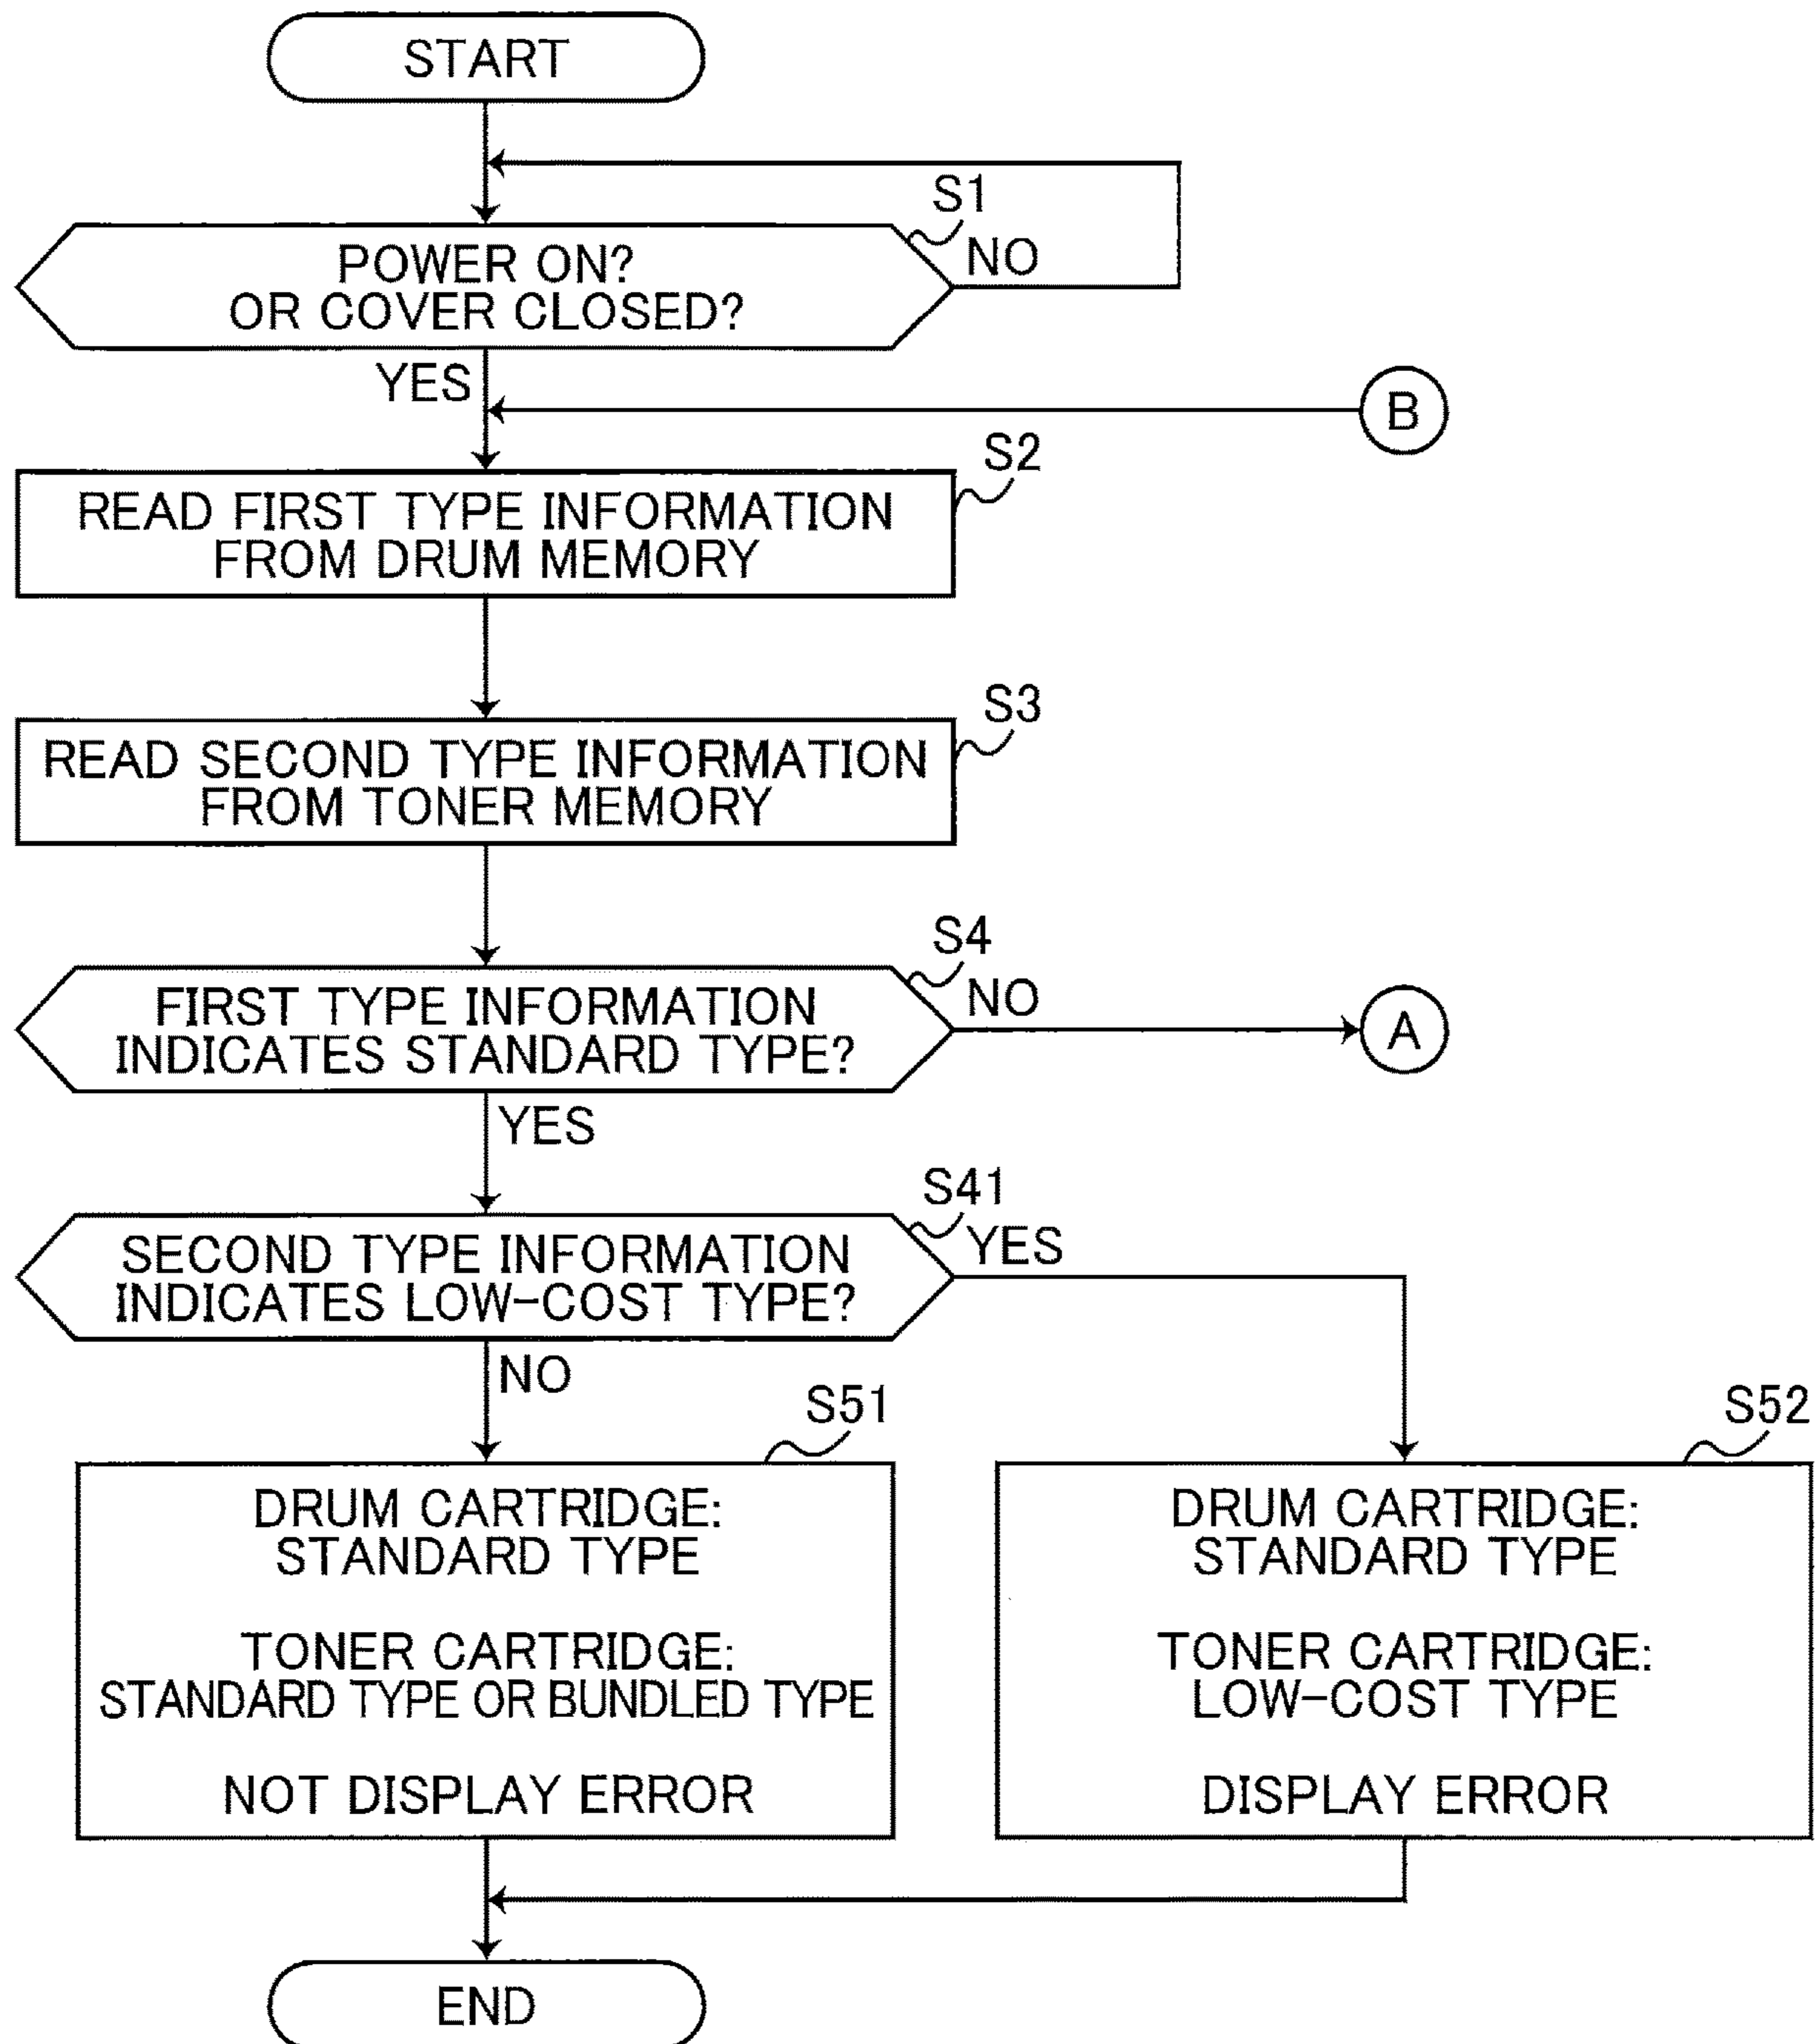 START
S1
POWER ON?
OR COVER CLOSED?
NO
YES
B
S2
READ FIRST TYPE INFORMATION
FROM DRUM MEMORY
S3
READ SECOND TYPE INFORMATION
FROM TONER MEMORY
S4
FIRST TYPE INFORMATION
INDICATES STANDARD TYPE?
NO
A
YES
S41
SECOND TYPE INFORMATION
INDICATES LOW-COST TYPE?
YES
NO
S51
DRUM CARTRIDGE:
STANDARD TYPE
TONER CARTRIDGE:
STANDARD TYPE OR BUNDLED TYPE
NOT DISPLAY ERROR
S52
DRUM CARTRIDGE:
STANDARD TYPE
TONER CARTRIDGE:
LOW-COST TYPE
DISPLAY ERROR
END